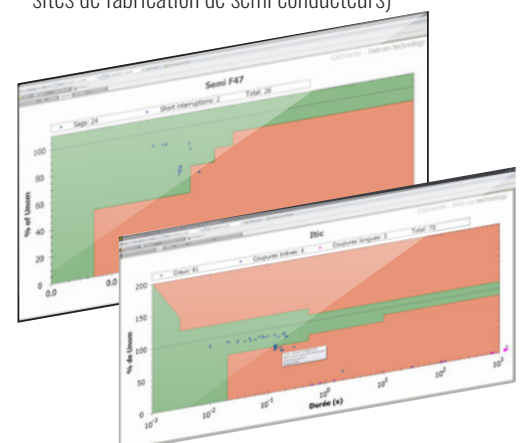 sites de fabrication de semi conducteurs)
Semi F47
Sags: 24 Short interruptions: 2 Total: 26
% of Unom
100
80
60
40
20
0
0.0
0.0
Itic
Creux: 61 Coupures brèves: 6 Coupures longues: 3 Total: 70
% de Unom
200
150
100
50
0
10-3
10-2
10-1
100
101
102
103
Durée (s)